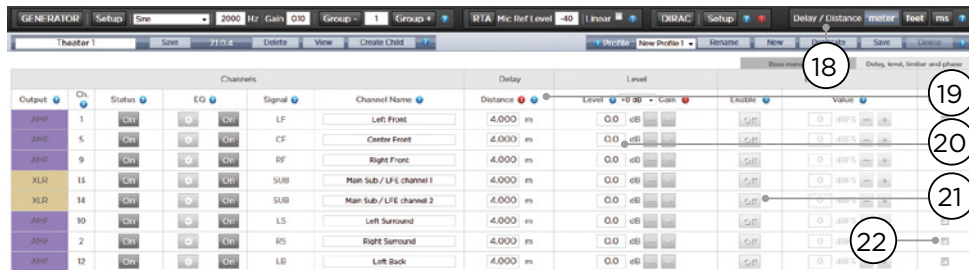 GENERATOR Setup Sine 2000 Hz Gain 0.10 Group - 1 Group + RTA Mic Ref Level -40 Linear DIRAC Setup Delay / Distance meter feet ms
Theater 1 Save 7.1.0.4 Delete View Create Child Profile New Profile 1 Rename New Duplicate Save Delete
18
Delay, level, limiter and phase
Channels Delay Level
19
Output Ch. Status EQ Signal Channel Name Distance Level +0 dB Gain Enable Value
AMP 1 On On LF Left Front 4.000 m 0.0 dB Off 0 dBFS - +
20
AMP 5 On On CF Center Front 4.000 m 0.0 dB Off 0 dBFS - +
AMP 9 On On RF Right Front 4.000 m 0.0 dB Off 0 dBFS - +
XLR 13 On On SUB Main Sub / LFE channel 1 4.000 m 0.0 dB Off 0 dBFS - +
21
XLR 14 On On SUB Main Sub / LFE channel 2 4.000 m 0.0 dB Off 0 dBFS - +
AMP 10 On On LS Left Surround 4.000 m 0.0 dB Off 0
22
AMP 2 On On RS Right Surround 4.000 m 0.0 dB Off 0
AMP 12 On On LB Left Back 4.000 m 0.0 dB Off 0 dBFS - +